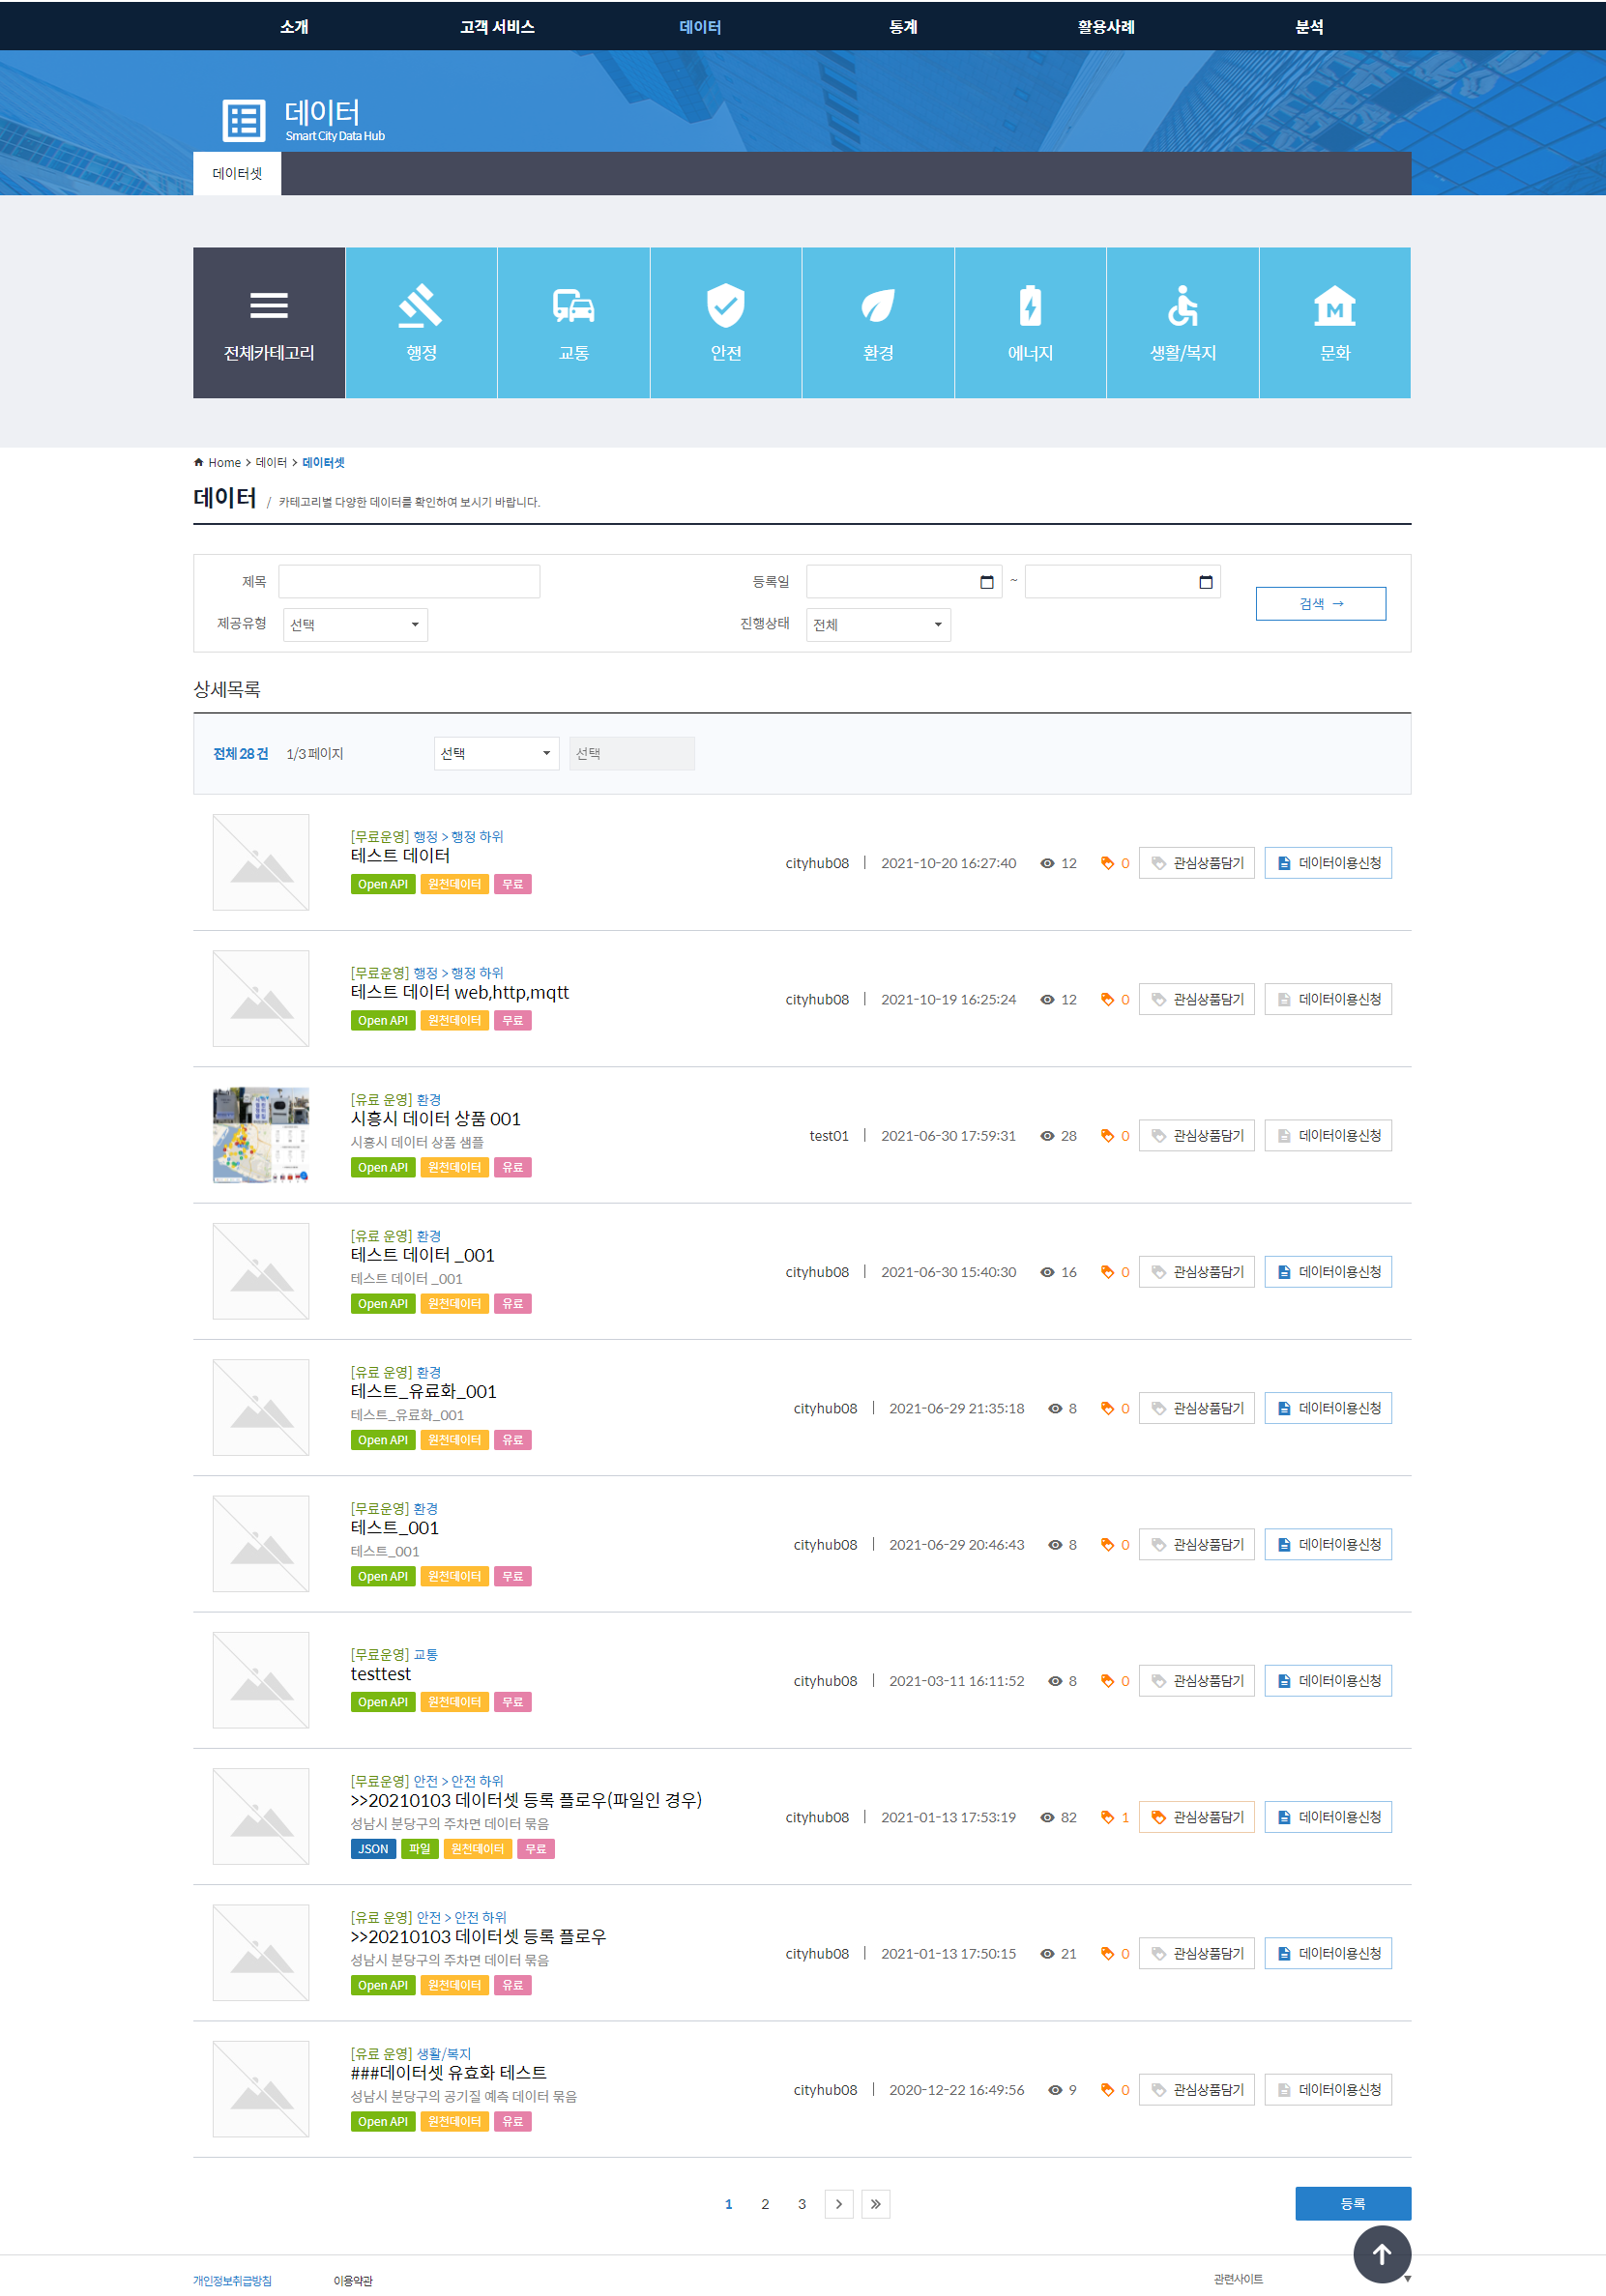 소개 고객 서비스 데이터 통계 활용사례 분석
데이터
Smart City Data Hub
데이터셋
전체카테고리 행정 교통 안전 환경 에너지 생활/복지 문화
Home > 데이터 > 데이터셋
데이터 / 카테고리별 다양한 데이터를 확인하여 보시기 바랍니다.
제목 등록일 ~
검색 →
제공유형 선택 진행상태 전체
상세목록
전체 28 건 1/3 페이지 선택 선택
[무료운영] 행정 > 행정 하위
테스트 데이터
Open API 원천데이터 무료
cityhub08 | 2021-10-20 16:27:40 12 0 관심상품담기 데이터이용신청
[무료운영] 행정 > 행정 하위
테스트 데이터 web,http,mqtt
Open API 원천데이터 무료
cityhub08 | 2021-10-19 16:25:24 12 0 관심상품담기 데이터이용신청
[유료 운영] 환경
시흥시 데이터 상품 001
시흥시 데이터 상품 샘플
Open API 원천데이터 유료
test01 | 2021-06-30 17:59:31 28 0 관심상품담기 데이터이용신청
[유료 운영] 환경
테스트 데이터 _001
테스트 데이터 _001
Open API 원천데이터 유료
cityhub08 | 2021-06-30 15:40:30 16 0 관심상품담기 데이터이용신청
[유료 운영] 환경
테스트_유료화_001
테스트_유료화_001
Open API 원천데이터 유료
cityhub08 | 2021-06-29 21:35:18 8 0 관심상품담기 데이터이용신청
[무료운영] 환경
테스트_001
테스트_001
Open API 원천데이터 무료
cityhub08 | 2021-06-29 20:46:43 8 0 관심상품담기 데이터이용신청
[무료운영] 교통
testtest
Open API 원천데이터 무료
cityhub08 | 2021-03-11 16:11:52 8 0 관심상품담기 데이터이용신청
[무료운영] 안전 > 안전 하위
>>20210103 데이터셋 등록 플로우(파일인 경우)
성남시 분당구의 주차면 데이터 묶음
JSON 파일 원천데이터 무료
cityhub08 | 2021-01-13 17:53:19 82 1 관심상품담기 데이터이용신청
[유료 운영] 안전 > 안전 하위
>>20210103 데이터셋 등록 플로우
성남시 분당구의 주차면 데이터 묶음
Open API 원천데이터 유료
cityhub08 | 2021-01-13 17:50:15 21 0 관심상품담기 데이터이용신청
[유료 운영] 생활/복지
###데이터셋 유효화 테스트
성남시 분당구의 공기질 예측 데이터 묶음
Open API 원천데이터 유료
cityhub08 | 2020-12-22 16:49:56 9 0 관심상품담기 데이터이용신청
1 2 3 > >>
등록
개인정보취급방침 이용약관 관련사이트